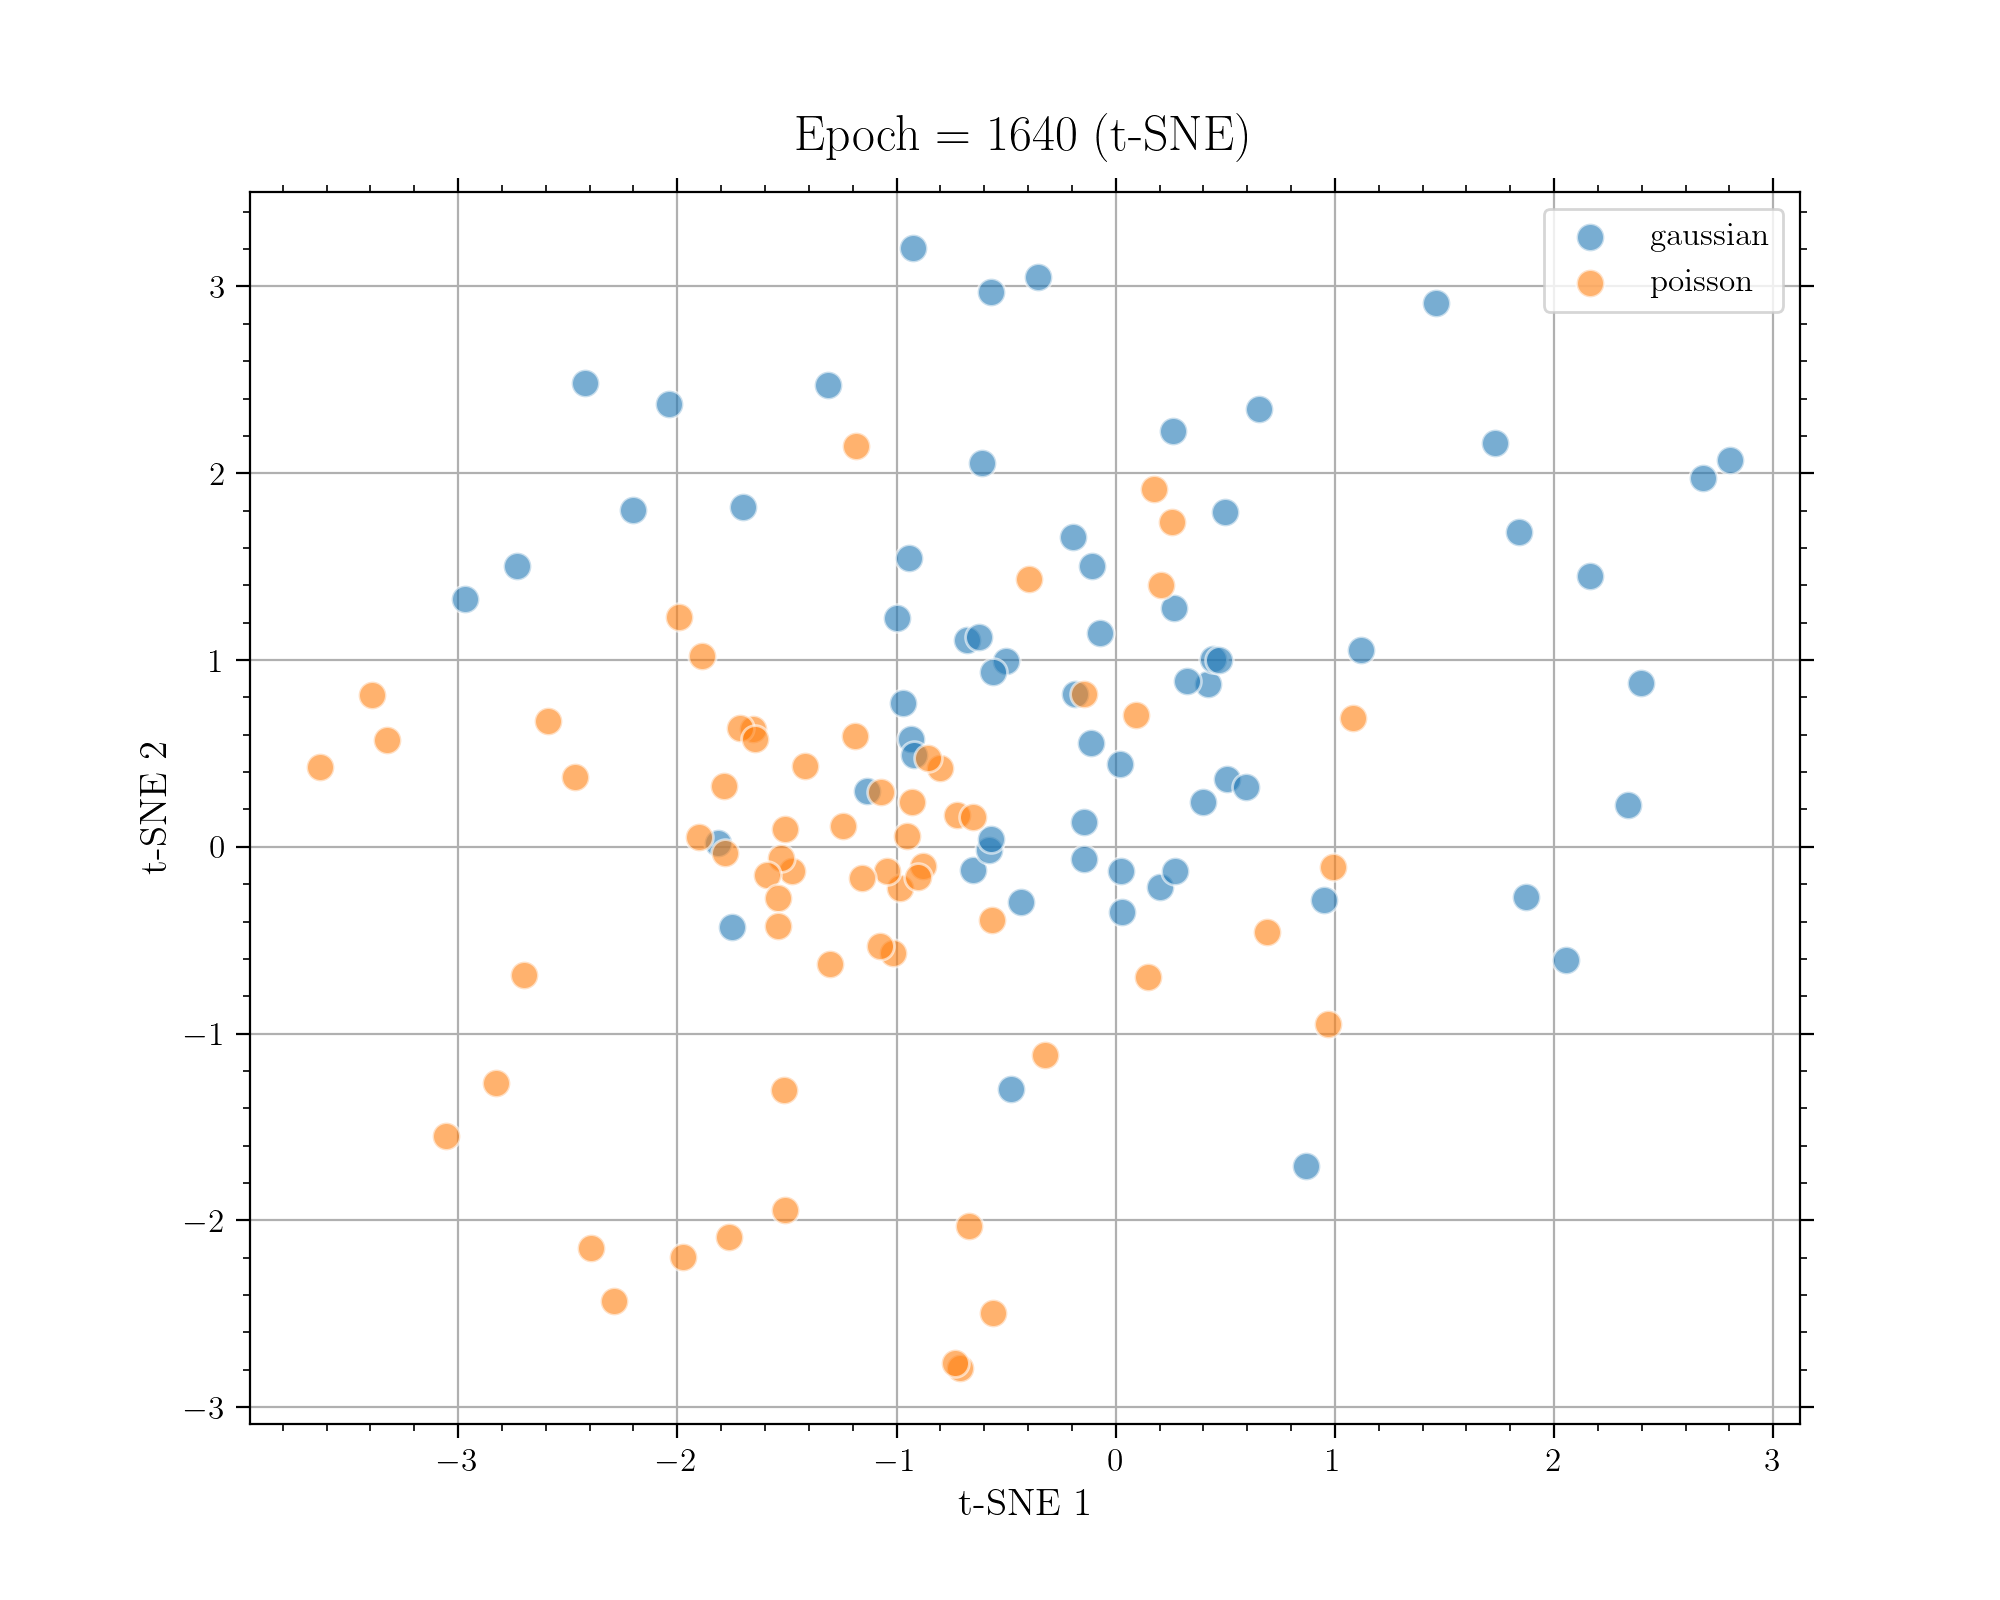 Epoch = 1640 (t-SNE)
gaussian
poisson
3
2
1
0
−1
−2
−3
t-SNE 2
−3
−2
−1
0
1
2
3
t-SNE 1